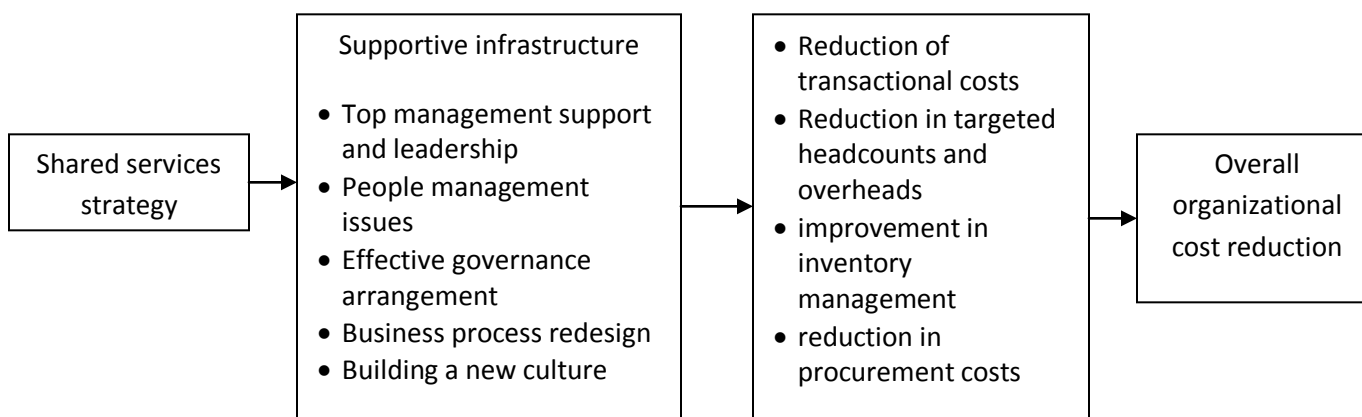 Shared services
strategy
Supportive infrastructure
• Top management support
and leadership
• People management
issues
• Effective governance
arrangement
• Business process redesign
• Building a new culture
• Reduction of
transactional costs
• Reduction in targeted
headcounts and
overheads
• improvement in
inventory
management
• reduction in
procurement costs
Overall
organizational
cost reduction